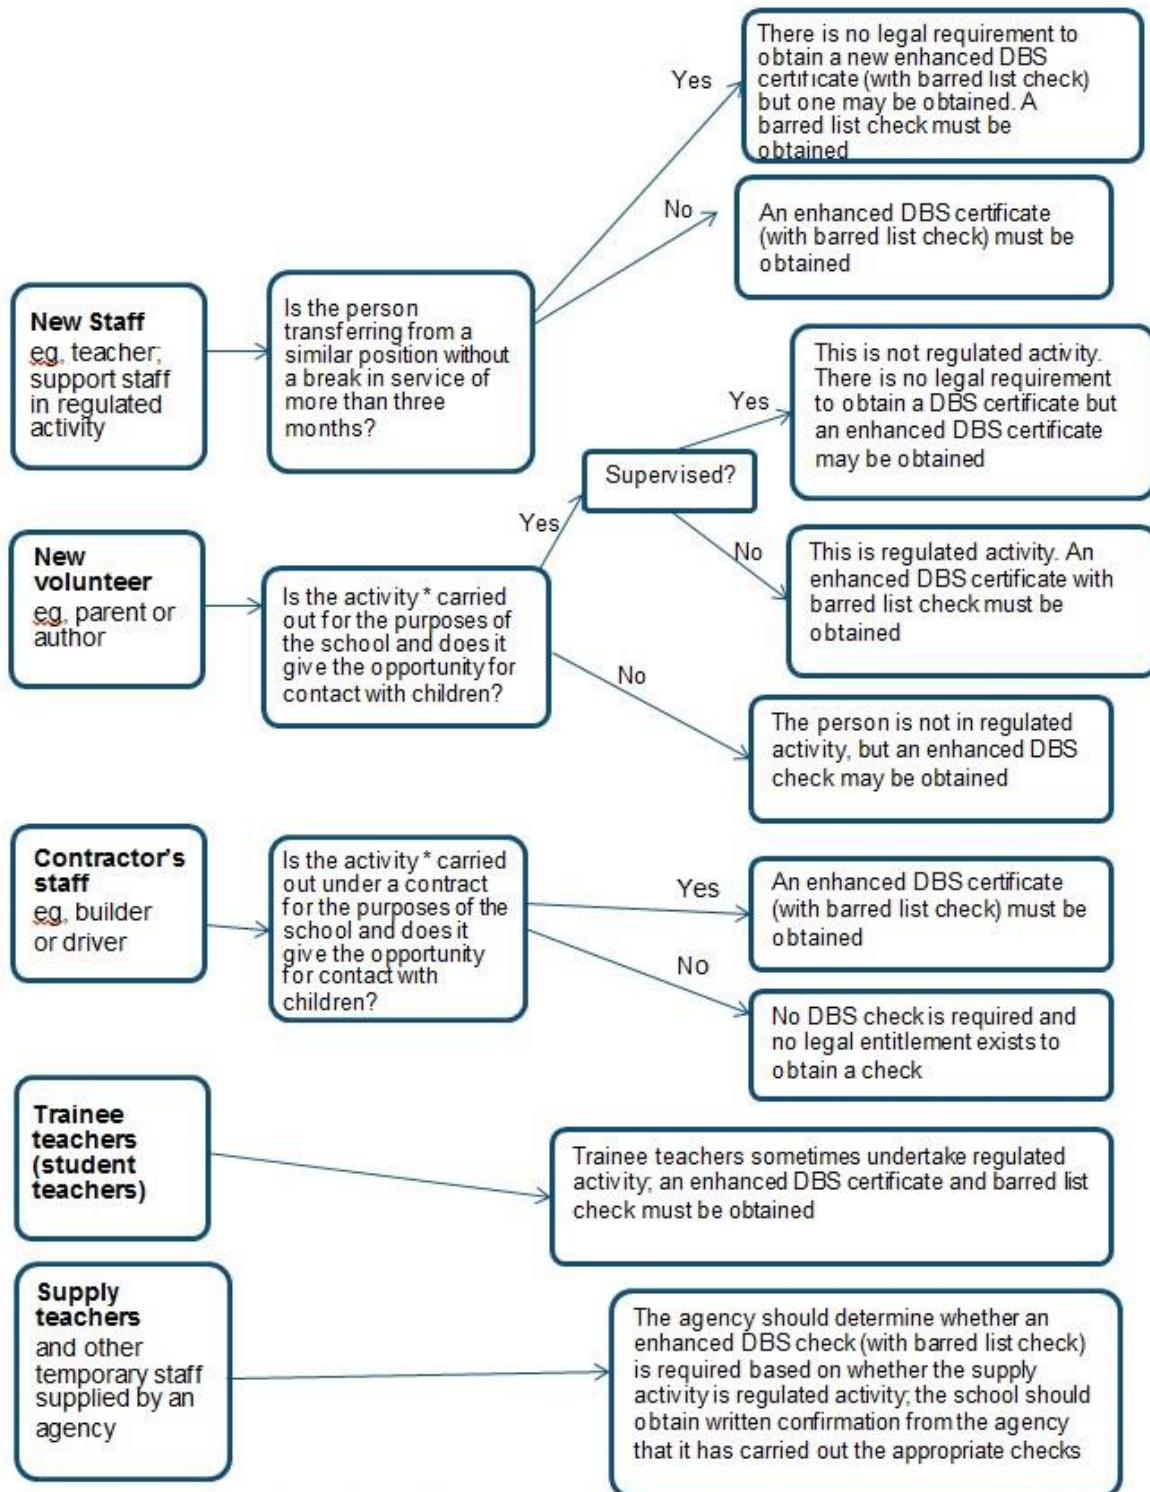 There is no legal requirement to
obtain a new enhanced DBS
certificate (with barred list check)
but one may be obtained. A
barred list check must be
obtained
Yes
No
An enhanced DBS certificate
(with barred list check) must be
obtained
New Staff
eg, teacher;
support staff
in regulated
activity
Is the person
transferring from a
similar position without
a break in service of
more than three
months?
This is not regulated activity.
There is no legal requirement
to obtain a DBS certificate but
an enhanced DBS certificate
may be obtained
Yes
Supervised?
Yes
No
This is regulated activity. An
enhanced DBS certificate with
barred list check must be
obtained
New
volunteer
eg, parent or
author
Is the activity * carried
out for the purposes of
the school and does it
give the opportunity for
contact with children?
No
The person is not in regulated
activity, but an enhanced DBS
check may be obtained
Contractor's
staff
eg, builder
or driver
Is the activity * carried
out under a contract
for the purposes of the
school and does it
give the opportunity
for contact with
children?
Yes
An enhanced DBS certificate
(with barred list check) must be
obtained
No
No DBS check is required and
no legal entitlement exists to
obtain a check
Trainee
teachers
(student
teachers)
Trainee teachers sometimes undertake regulated
activity; an enhanced DBS certificate and barred list
check must be obtained
Supply
teachers
and other
temporary staff
supplied by an
agency
The agency should determine whether an
enhanced DBS check (with barred list check)
is required based on whether the supply
activity is regulated activity; the school should
obtain written confirmation from the agency
that it has carried out the appropriate checks